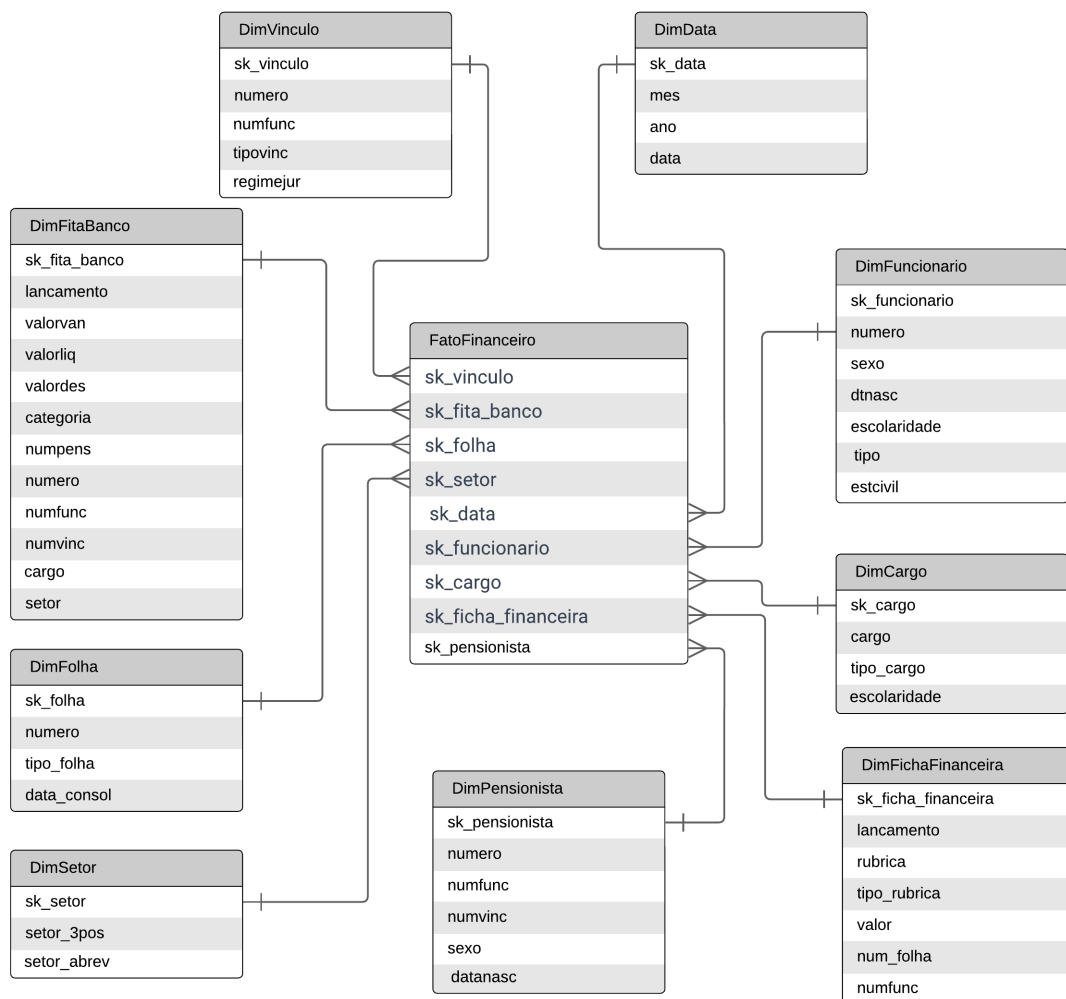 DimVinculo
sk_vinculo
numero
numfunc
tipovinc
regimejur
DimData
sk_data
mes
ano
data
DimFitaBanco
sk_fita_banco
lancamento
valorvan
valorliq
valordes
categoria
numpens
numero
numfunc
numvinc
cargo
setor
FatoFinanceiro
sk_vinculo
sk_fita_banco
sk_folha
sk_setor
sk_data
sk_funcionario
sk_cargo
sk_ficha_financeira
sk_pensionista
DimFuncionario
sk_funcionario
numero
sexo
dtnasc
escolaridade
tipo
estcivil
DimCargo
sk_cargo
cargo
tipo_cargo
escolaridade
DimFolha
sk_folha
numero
tipo_folha
data_consol
DimSetor
sk_setor
setor_3pos
setor_abrev
DimPensionista
sk_pensionista
numero
numfunc
numvinc
sexo
datanasc
DimFichaFinanceira
sk_ficha_financeira
lancamento
rubrica
tipo_rubrica
valor
num_folha
numfunc